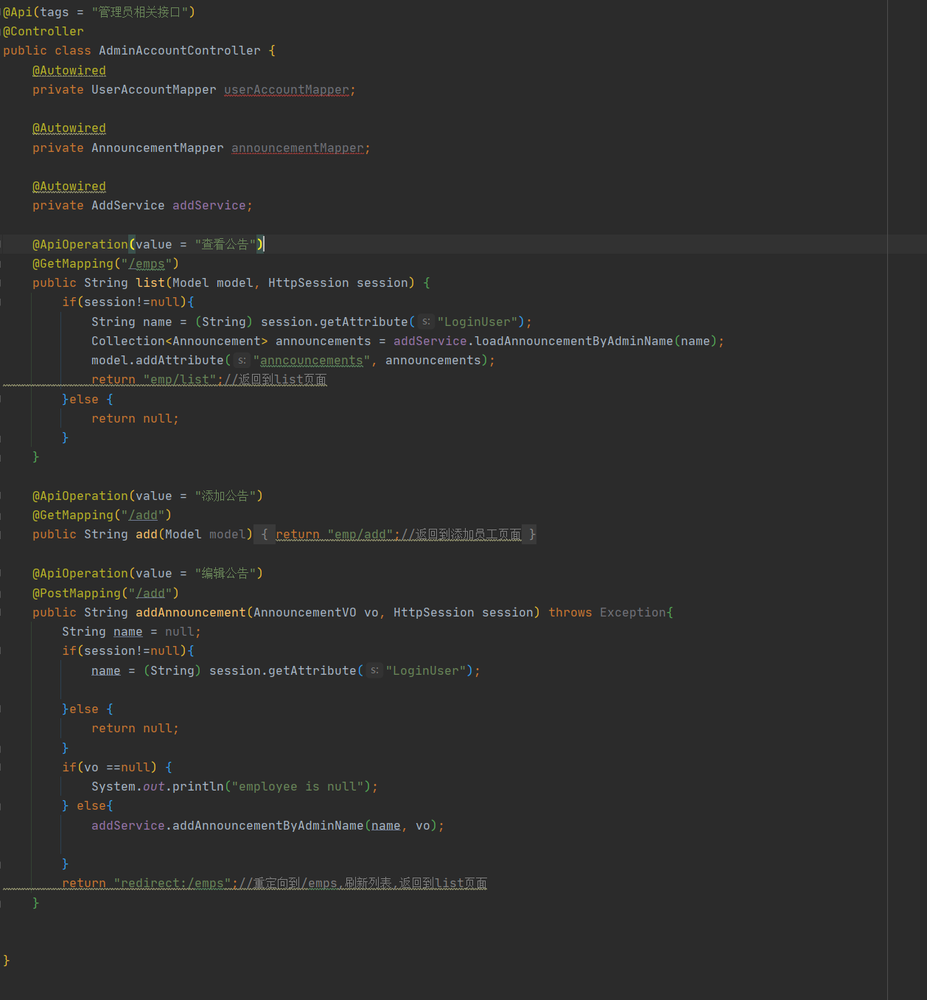 @Api(tags = "管理员相关接口")
@Controller
public class AdminAccountController {
@Autowired
private UserAccountMapper userAccountMapper;
@Autowired
private AnnouncementMapper announcementMapper;
@Autowired
private AddService addService;
@ApiOperation(value = "查看公告")
@GetMapping("/emps")
public String list(Model model, HttpSession session) {
if(session!=null){
String name = (String) session.getAttribute( s: "LoginUser");
Collection<Announcement> announcements = addService.loadAnnouncementByAdminName(name);
model.addAttribute( s: "anncouncements", announcements);
return "emp/list";//返回到list页面
}else {
return null;
}
}
@ApiOperation(value = "添加公告")
@GetMapping("/add")
public String add(Model model) { return "emp/add";//返回到添加员工页面 }
@ApiOperation(value = "编辑公告")
@PostMapping("/add")
public String addAnnouncement(AnnouncementVO vo, HttpSession session) throws Exception{
String name = null;
if(session!=null){
name = (String) session.getAttribute( s: "LoginUser");
}else {
return null;
}
if(vo ==null) {
System.out.println("employee is null");
} else{
addService.addAnnouncementByAdminName(name, vo);
}
return "redirect:/emps";//重定向到/emps,刷新列表,返回到list页面
}
}